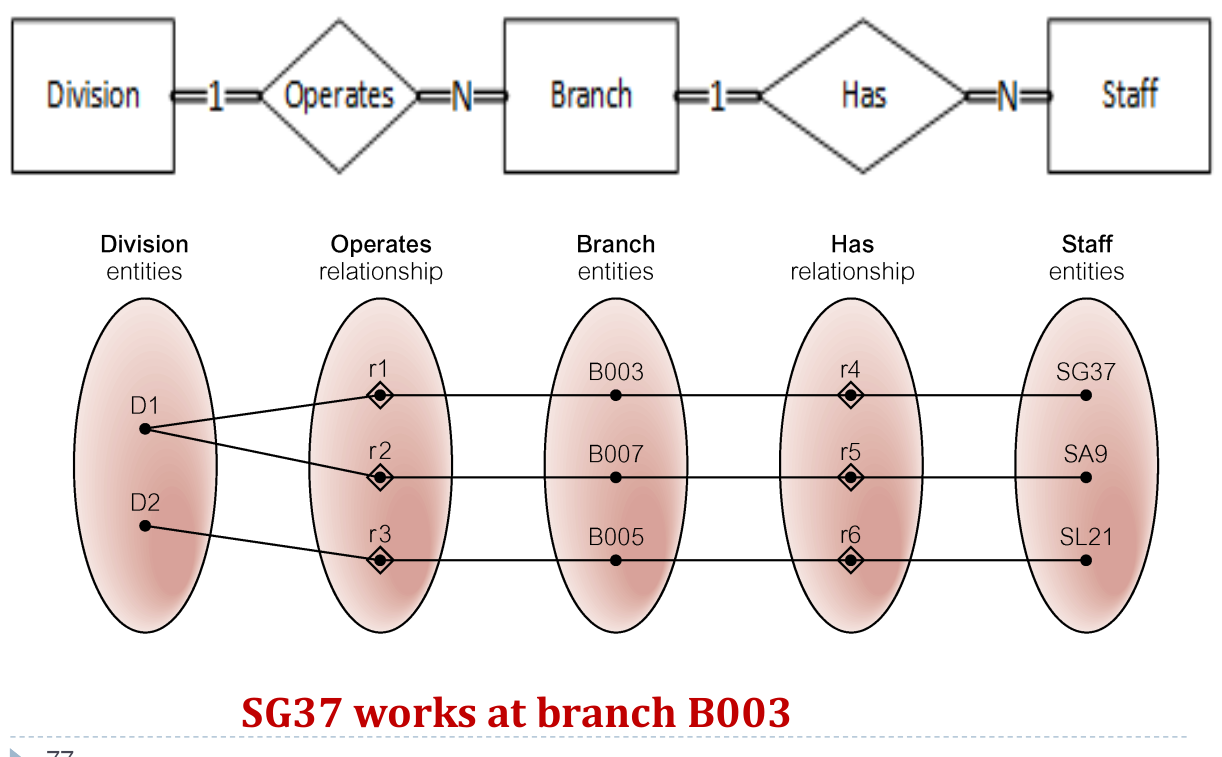 Division 1 Operates N Branch 1 Has N Staff
Division Operates Branch Has Staff
entities relationship entities relationship entities
r1 B003 r4 SG37
D1
r2 B007 r5 SA9
D2
r3 B005 r6 SL21
SG37 works at branch B003
77